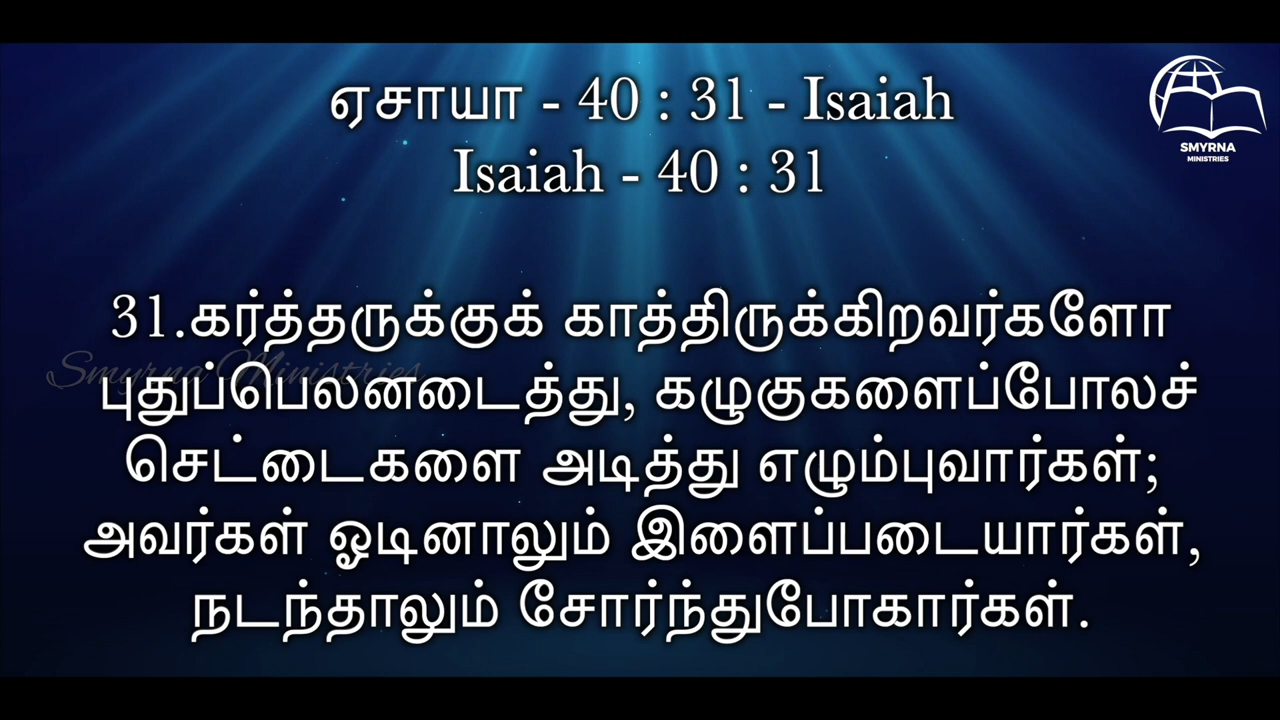 ஏசாயா - 40 : 31 - Isaiah
Isaiah - 40 : 31
SMYRNA
MINISTRIES
31.கர்த்தருக்குக் காத்திருக்கிறவர்களோ
Smyrna Ministries
புதுப்பெலனடைத்து, கழுகுகளைப்போலச்
செட்டைகளை அடித்து எழும்புவார்கள்;
அவர்கள் ஓடினாலும் இளைப்படையார்கள்,
நடந்தாலும் சோர்ந்துபோகார்கள்.